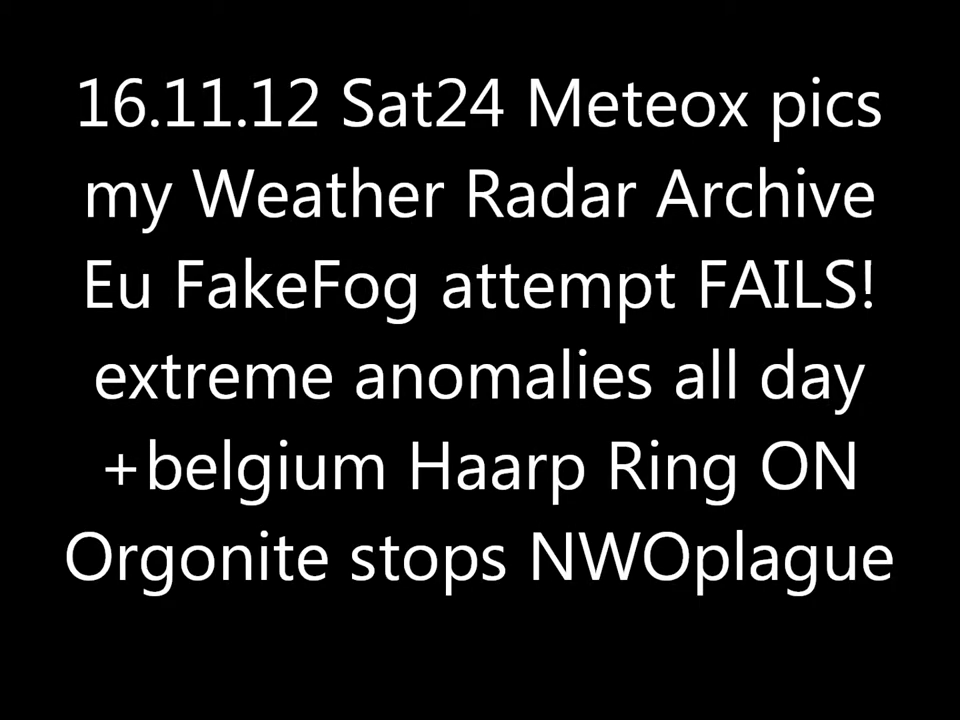 16.11.12 Sat24 Meteox pics
my Weather Radar Archive
Eu FakeFog attempt FAILS!
extreme anomalies all day
+belgium Haarp Ring ON
Orgonite stops NWOplague